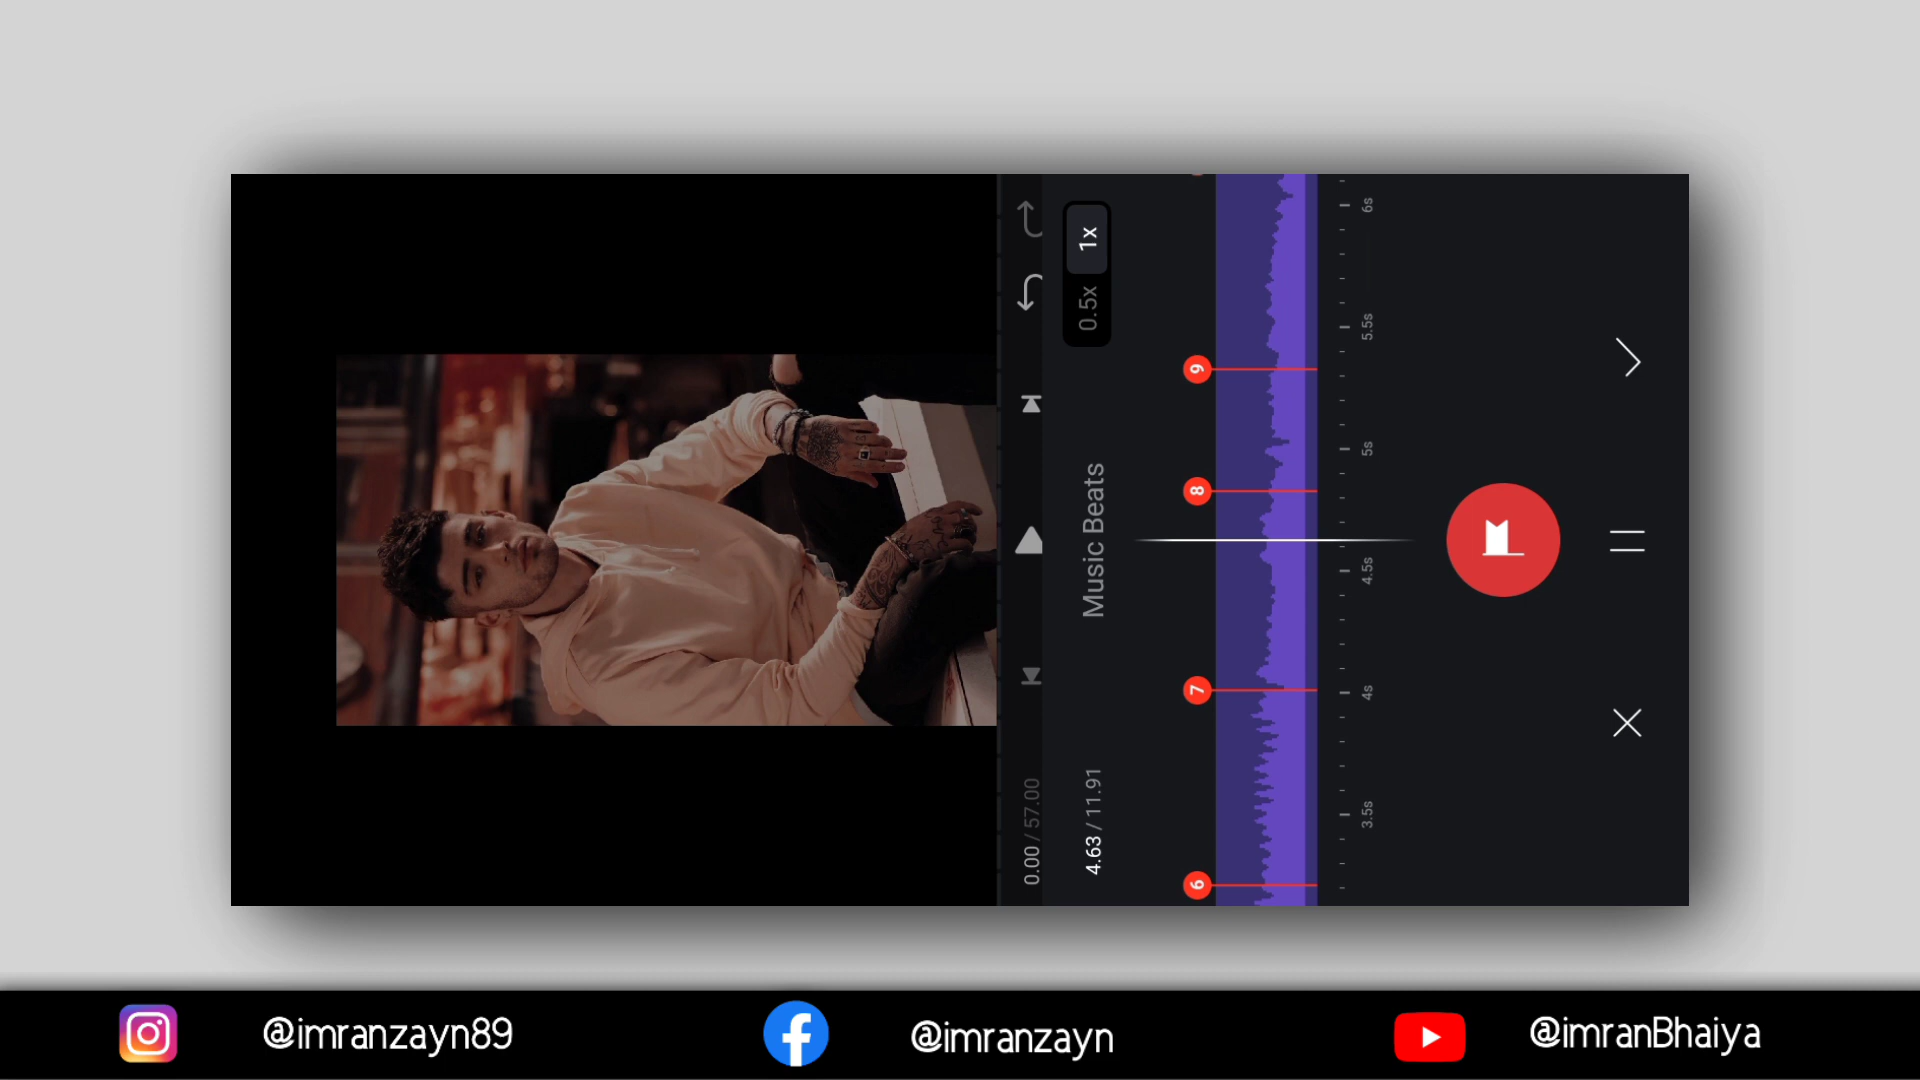 0.00 / 57.00
4.63 / 11.91
Music Beats
0.5x
1x
6
7
8
9
3.5s
4s
4.5s
5s
5.5s
6s
@imranzayn89
@imranzayn
@imranBhaiya